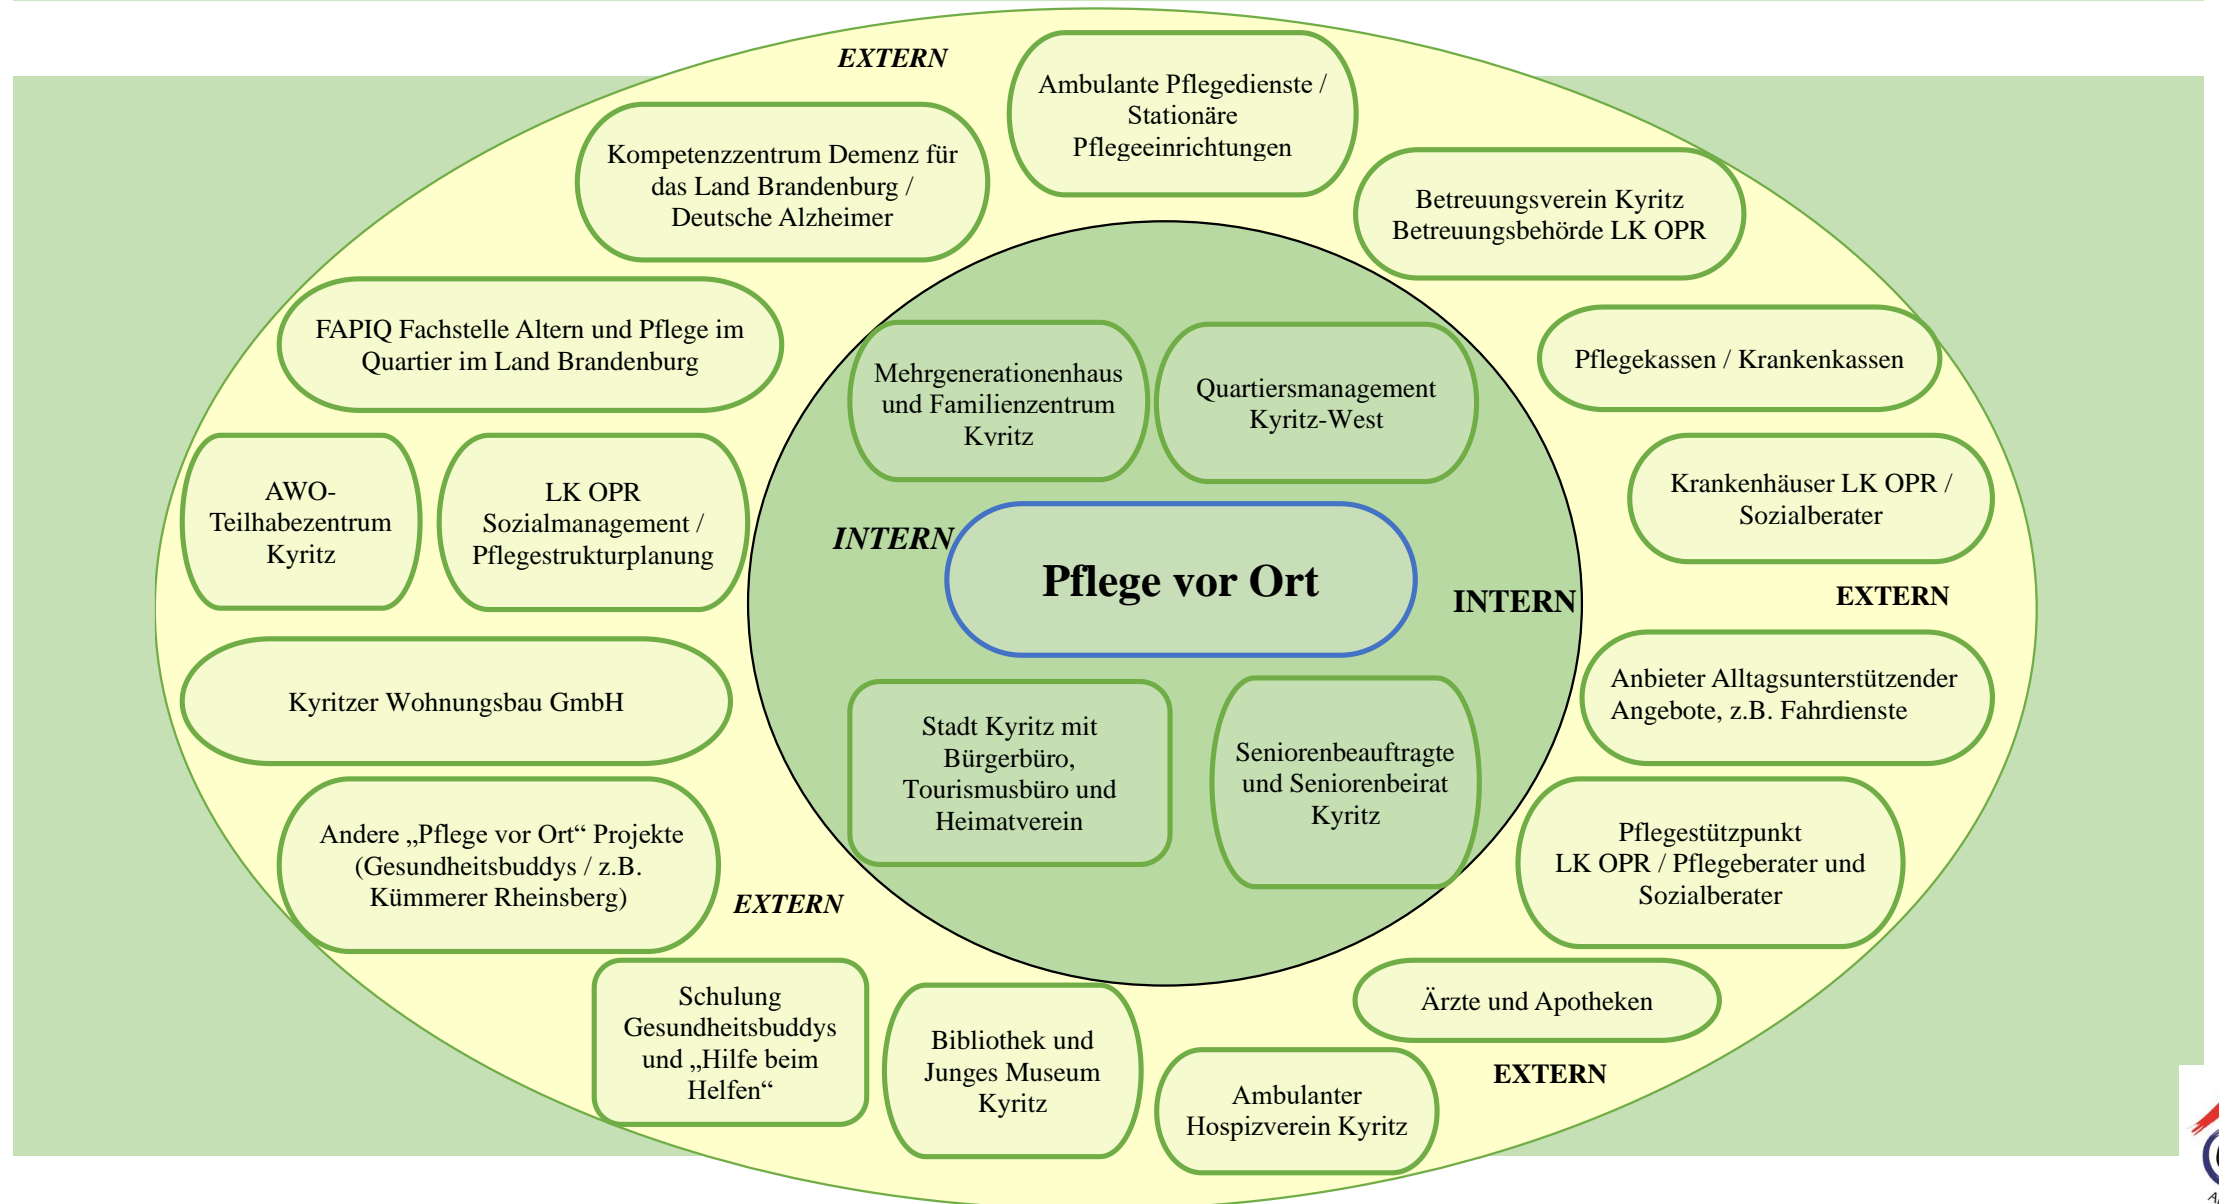 EXTERN
Ambulante Pflegedienste /
Stationäre
Pflegeeinrichtungen
Kompetenzzentrum Demenz für
das Land Brandenburg /
Deutsche Alzheimer
Betreuungsverein Kyritz
Betreuungsbehörde LK OPR
FAPIQ Fachstelle Altern und Pflege im
Quartier im Land Brandenburg
Mehrgenerationenhaus
und Familienzentrum
Kyritz
Quartiersmanagement
Kyritz-West
Pflegekassen / Krankenkassen
AWO-
Teilhabezentrum
Kyritz
LK OPR
Sozialmanagement /
Pflegestrukturplanung
Krankenhäuser LK OPR /
Sozialberater
INTERN
Pflege vor Ort
INTERN
EXTERN
Kyritzer Wohnungsbau GmbH
Anbieter Alltagsunterstützender
Angebote, z.B. Fahrdienste
Stadt Kyritz mit
Bürgerbüro,
Tourismusbüro und
Heimatverein
Seniorenbeauftragte
und Seniorenbeirat
Kyritz
Andere „Pflege vor Ort“ Projekte
(Gesundheitsbuddys / z.B.
Kümmerer Rheinsberg)
Pflegestützpunkt
LK OPR / Pflegeberater und
Sozialberater
EXTERN
Schulung
Gesundheitsbuddys
und „Hilfe beim
Helfen“
Bibliothek und
Junges Museum
Kyritz
Ärzte und Apotheken
EXTERN
Ambulanter
Hospizverein Kyritz